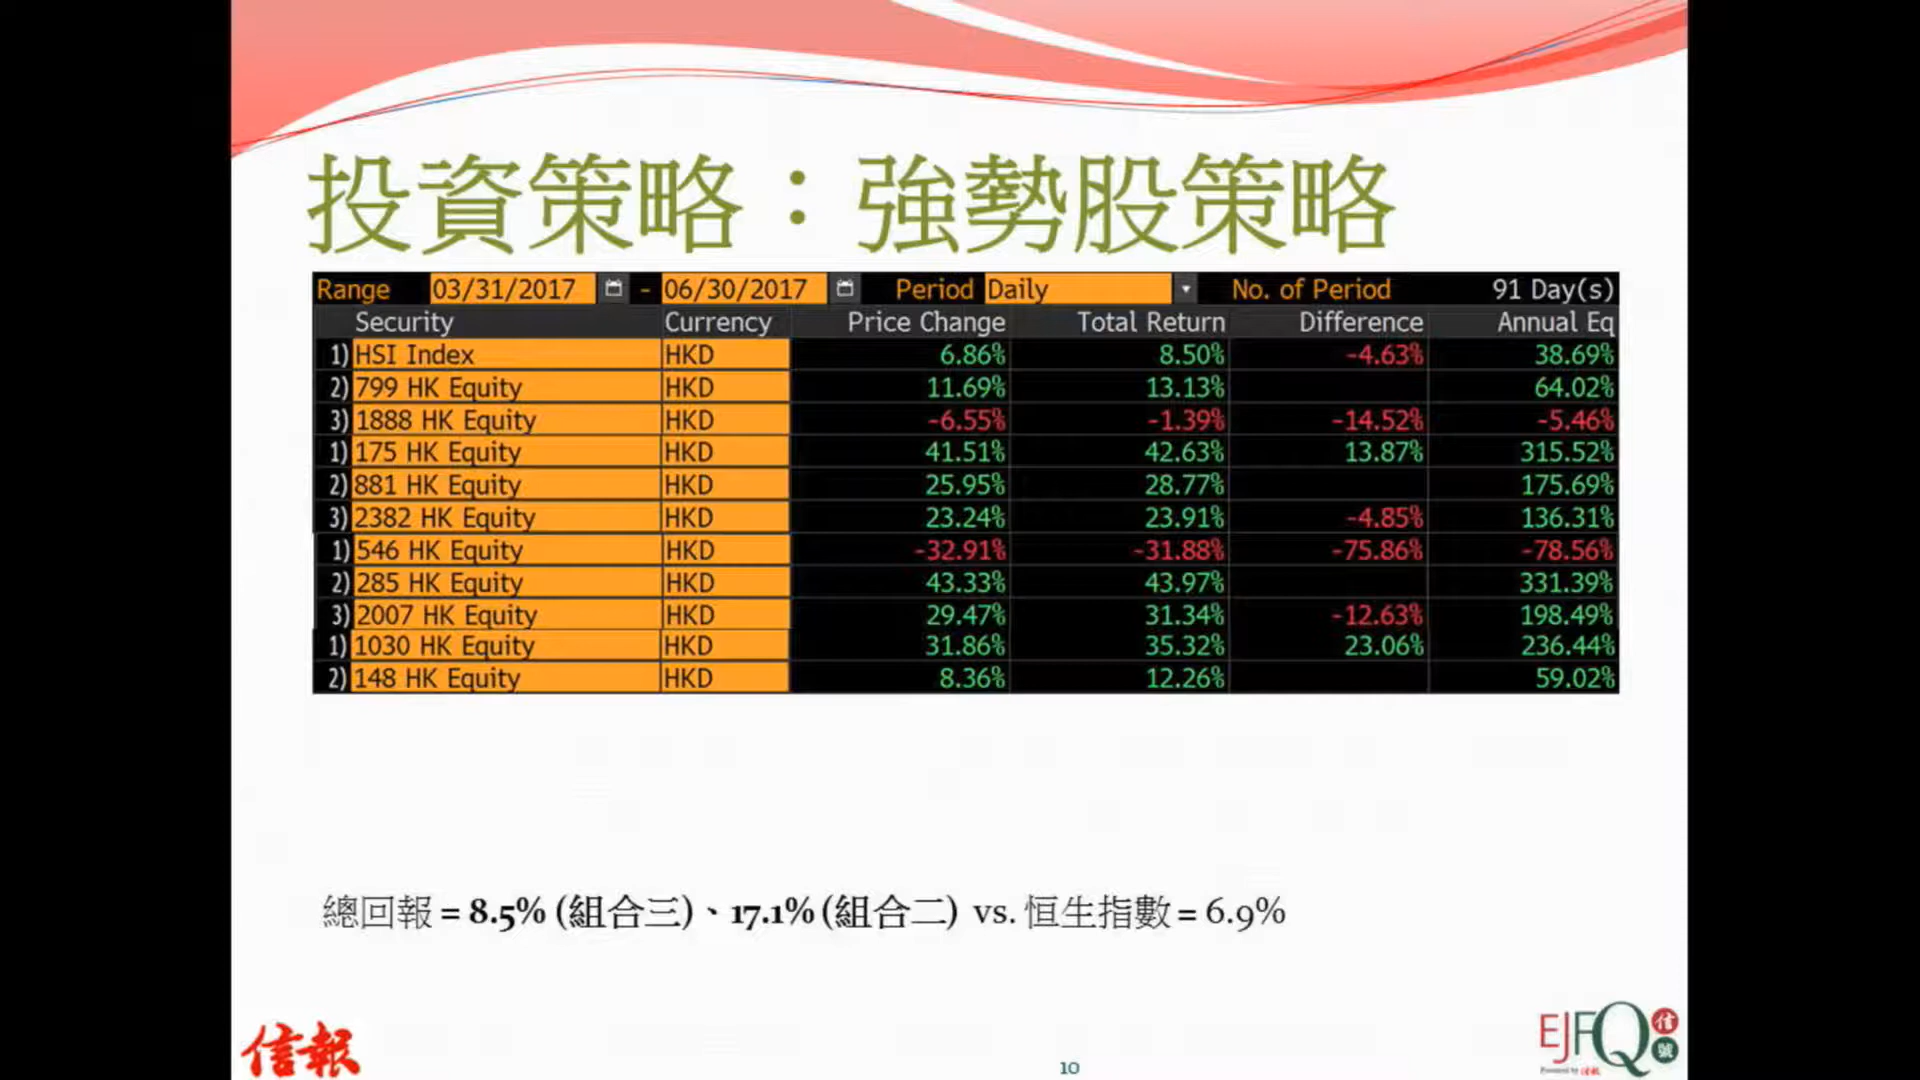 投資策略：強勢股策略
Range 03/31/2017 - 06/30/2017 Period Daily No. of Period 91 Day(s)
Security Currency Price Change Total Return Difference Annual Eq
1) HSI Index HKD 6.86% 8.50% -4.63% 38.69%
2) 799 HK Equity HKD 11.69% 13.13% 64.02%
3) 1888 HK Equity HKD -6.55% -1.39% -14.52% -5.46%
1) 175 HK Equity HKD 41.51% 42.63% 13.87% 315.52%
2) 881 HK Equity HKD 25.95% 28.77% 175.69%
3) 2382 HK Equity HKD 23.24% 23.91% -4.85% 136.31%
1) 546 HK Equity HKD -32.91% -31.88% -75.86% -78.56%
2) 285 HK Equity HKD 43.33% 43.97% 331.39%
3) 2007 HK Equity HKD 29.47% 31.34% -12.63% 198.49%
1) 1030 HK Equity HKD 31.86% 35.32% 23.06% 236.44%
2) 148 HK Equity HKD 8.36% 12.26% 59.02%
總回報 = 8.5% (組合三)、17.1% (組合二) vs. 恒生指數 = 6.9%
信報
10
EJFQ 信號
Powered by 信報